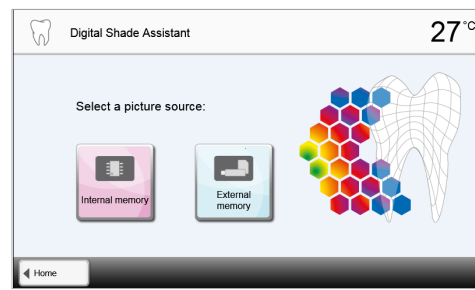 Digital Shade Assistant
27°C
Select a picture source:
Internal memory
External
memory
Home